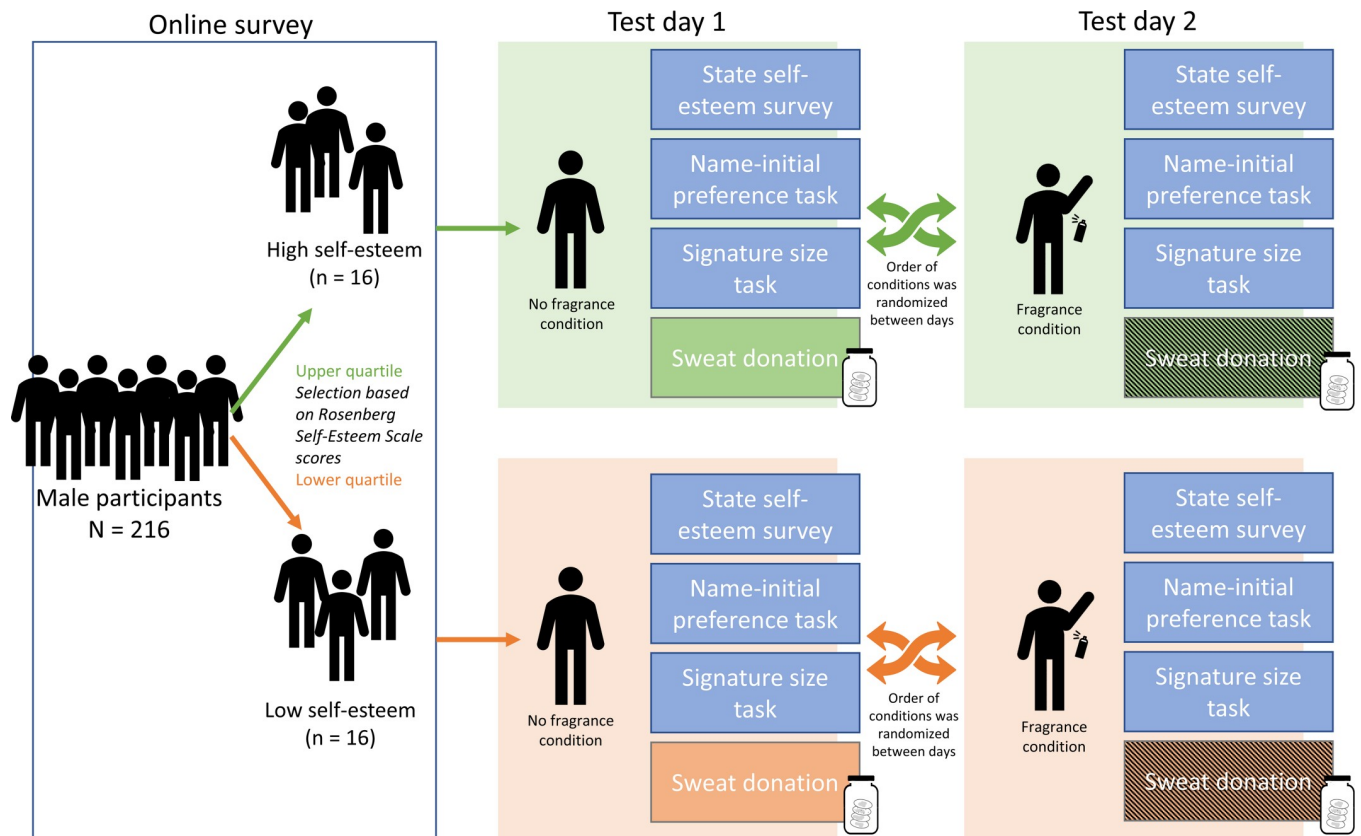 Online survey
Test day 1
Test day 2
High self-esteem
(n = 16)
Upper quartile
Selection based
on Rosenberg
Self-Esteem Scale
scores
Lower quartile
Male participants
N = 216
Low self-esteem
(n = 16)
No fragrance
condition
State self-
esteem survey
Name-initial
preference task
Signature size
task
Sweat donation
Order of
conditions was
randomized
between days
Fragrance
condition
State self-
esteem survey
Name-initial
preference task
Signature size
task
Sweat donation
No fragrance
condition
State self-
esteem survey
Name-initial
preference task
Signature size
task
Sweat donation
Order of
conditions was
randomized
between days
Fragrance
condition
State self-
esteem survey
Name-initial
preference task
Signature size
task
Sweat donation